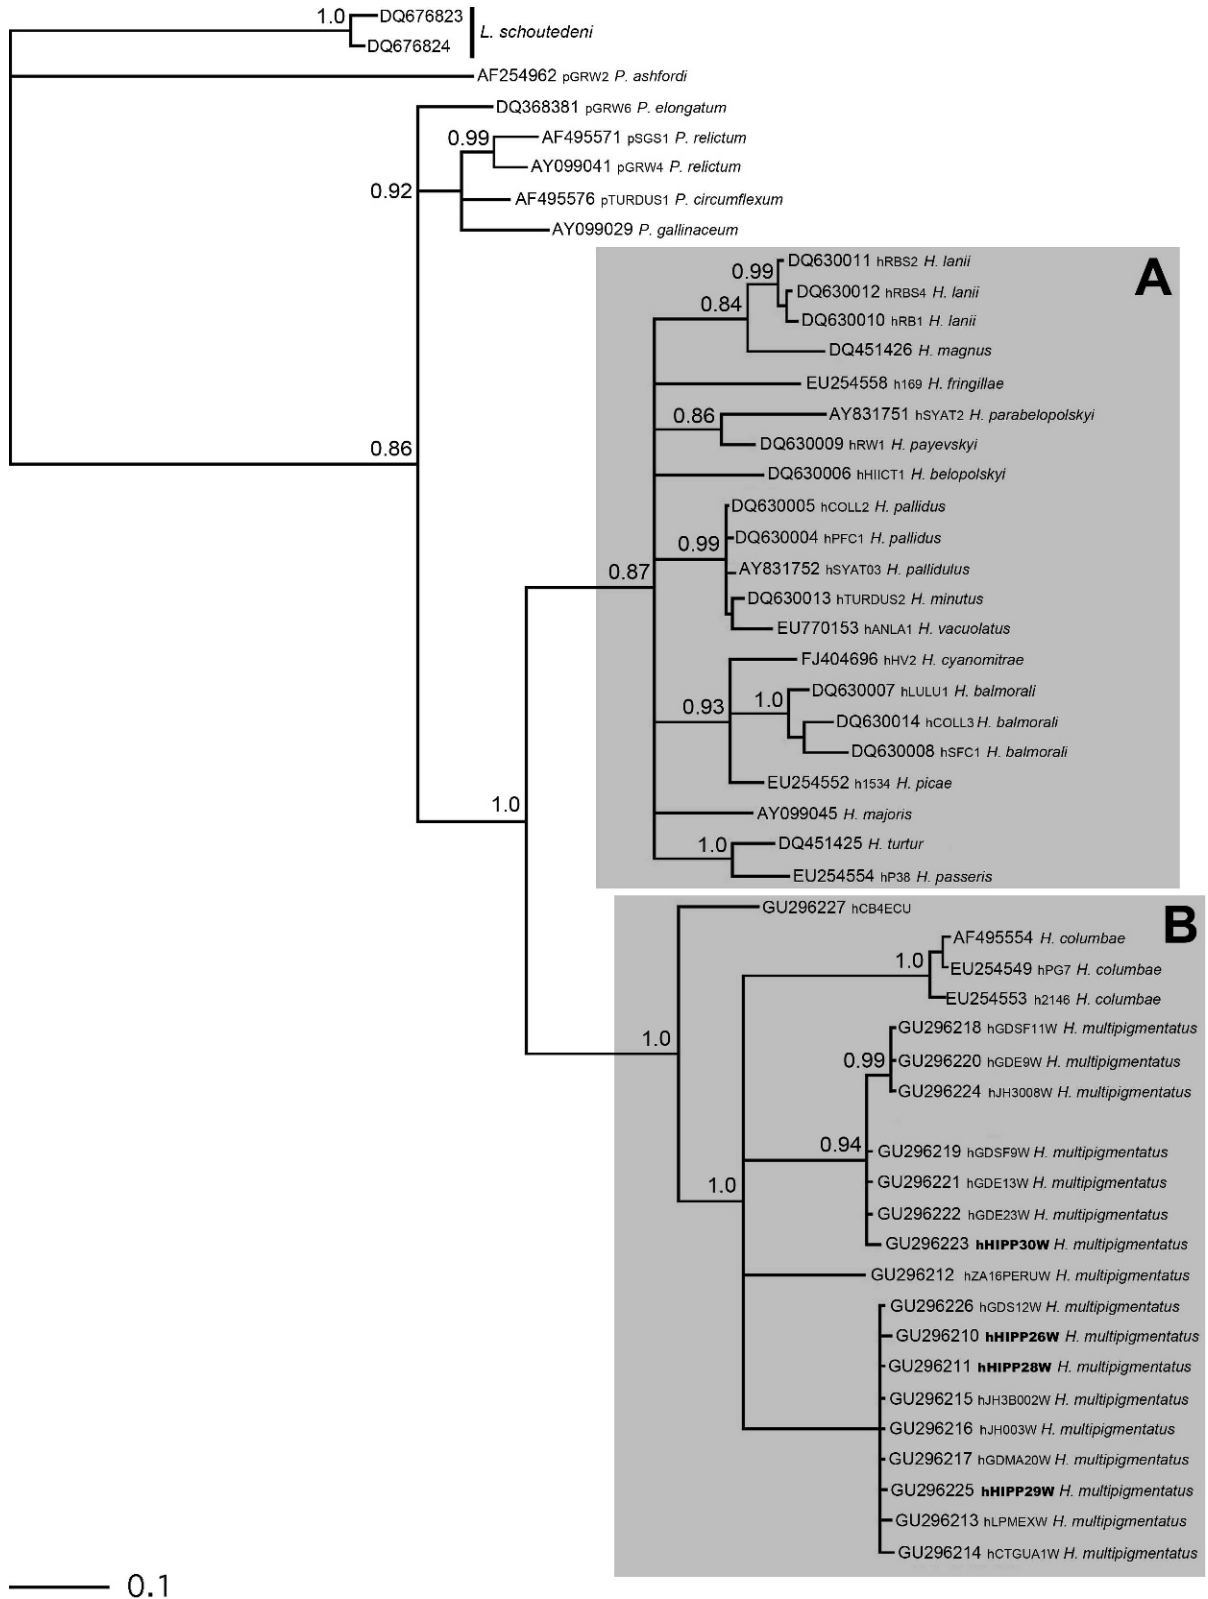 1.0
DQ676823
DQ676824
L. schoutedeni
AF254962 pGRW2 P. ashfordi
DQ368381 pGRW6 P. elongatum
0.99
AF495571 pSGS1 P. relictum
AY099041 pGRW4 P. relictum
0.92
AF495576 pTURDUS1 P. circumflexum
AY099029 P. gallinaceum
A
DQ630011 hRBS2 H. lanii
0.99
DQ630012 hRBS4 H. lanii
0.84
DQ630010 hRB1 H. lanii
DQ451426 H. magnus
EU254558 h169 H. fringillae
0.86
AY831751 hSYAT2 H. parabelopolskyi
DQ630009 hRW1 H. payevskyi
0.86
DQ630006 hHIICT1 H. belopolskyi
DQ630005 hCOLL2 H. pallidus
0.99
DQ630004 hPFC1 H. pallidus
0.87
AY831752 hSYAT03 H. pallidulus
DQ630013 hTURDUS2 H. minutus
EU770153 hANLA1 H. vacuolatus
FJ404696 hHV2 H. cyanomitrae
1.0
DQ630007 hLULU1 H. balmorali
0.93
DQ630014 hCOLL3 H. balmorali
DQ630008 hSFC1 H. balmorali
EU254552 h1534 H. picae
1.0
AY099045 H. majoris
1.0
DQ451425 H. turtur
EU254554 hP38 H. passeris
B
GU296227 hCB4ECU
AF495554 H. columbae
1.0
EU254549 hPG7 H. columbae
EU254553 h2146 H. columbae
1.0
GU296218 hGDSF11W H. multipigmentatus
0.99
GU296220 hGDE9W H. multipigmentatus
GU296224 hJH3008W H. multipigmentatus
0.94
GU296219 hGDSF9W H. multipigmentatus
1.0
GU296221 hGDE13W H. multipigmentatus
GU296222 hGDE23W H. multipigmentatus
GU296223 hHIPP30W H. multipigmentatus
GU296212 hZA16PERUW H. multipigmentatus
GU296226 hGDS12W H. multipigmentatus
GU296210 hHIPP26W H. multipigmentatus
GU296211 hHIPP28W H. multipigmentatus
GU296215 hJH3B002W H. multipigmentatus
GU296216 hJH003W H. multipigmentatus
GU296217 hGDMA20W H. multipigmentatus
GU296225 hHIPP29W H. multipigmentatus
GU296213 hLPMEXW H. multipigmentatus
GU296214 hCTGUA1W H. multipigmentatus
0.1